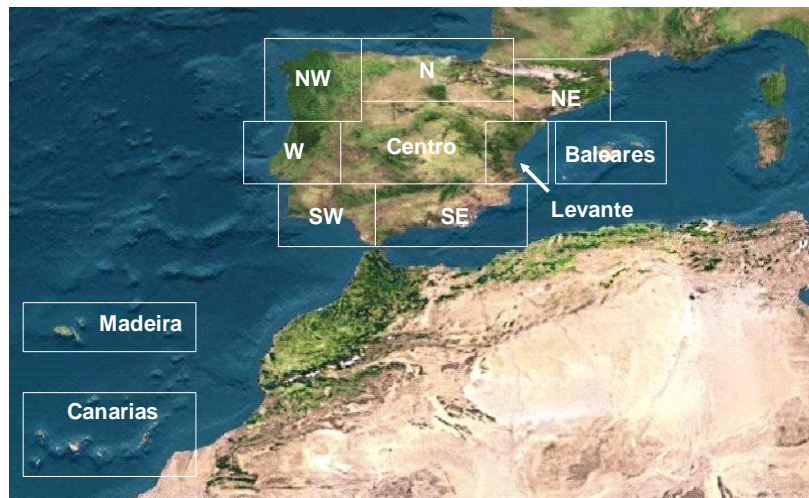 N
NW
NE
W
Centro
Baleares
SW
SE
Levante
Madeira
Canarias